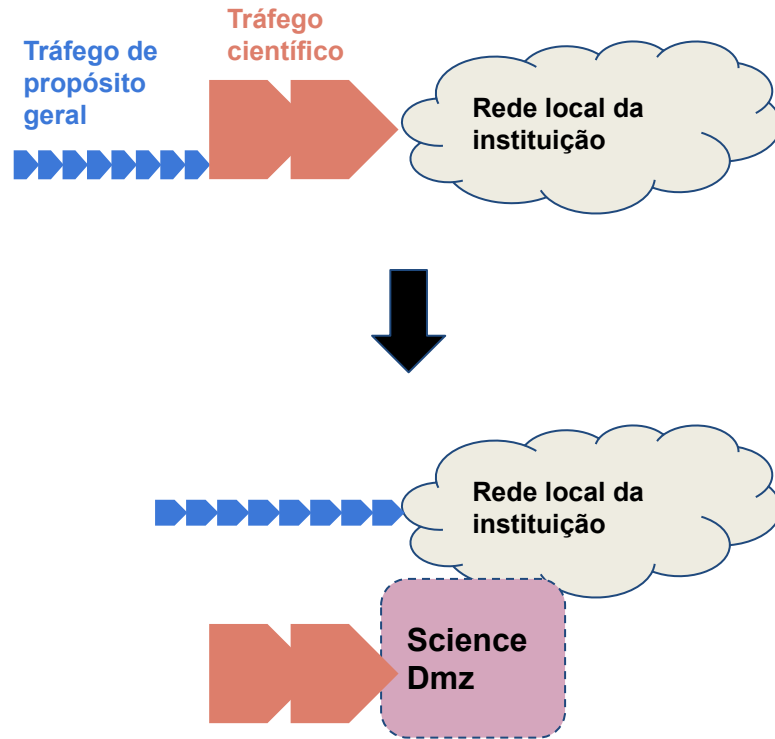 Tráfego de
propósito
geral
Tráfego
científico
Rede local da
instituição
Rede local da
instituição
Science
Dmz